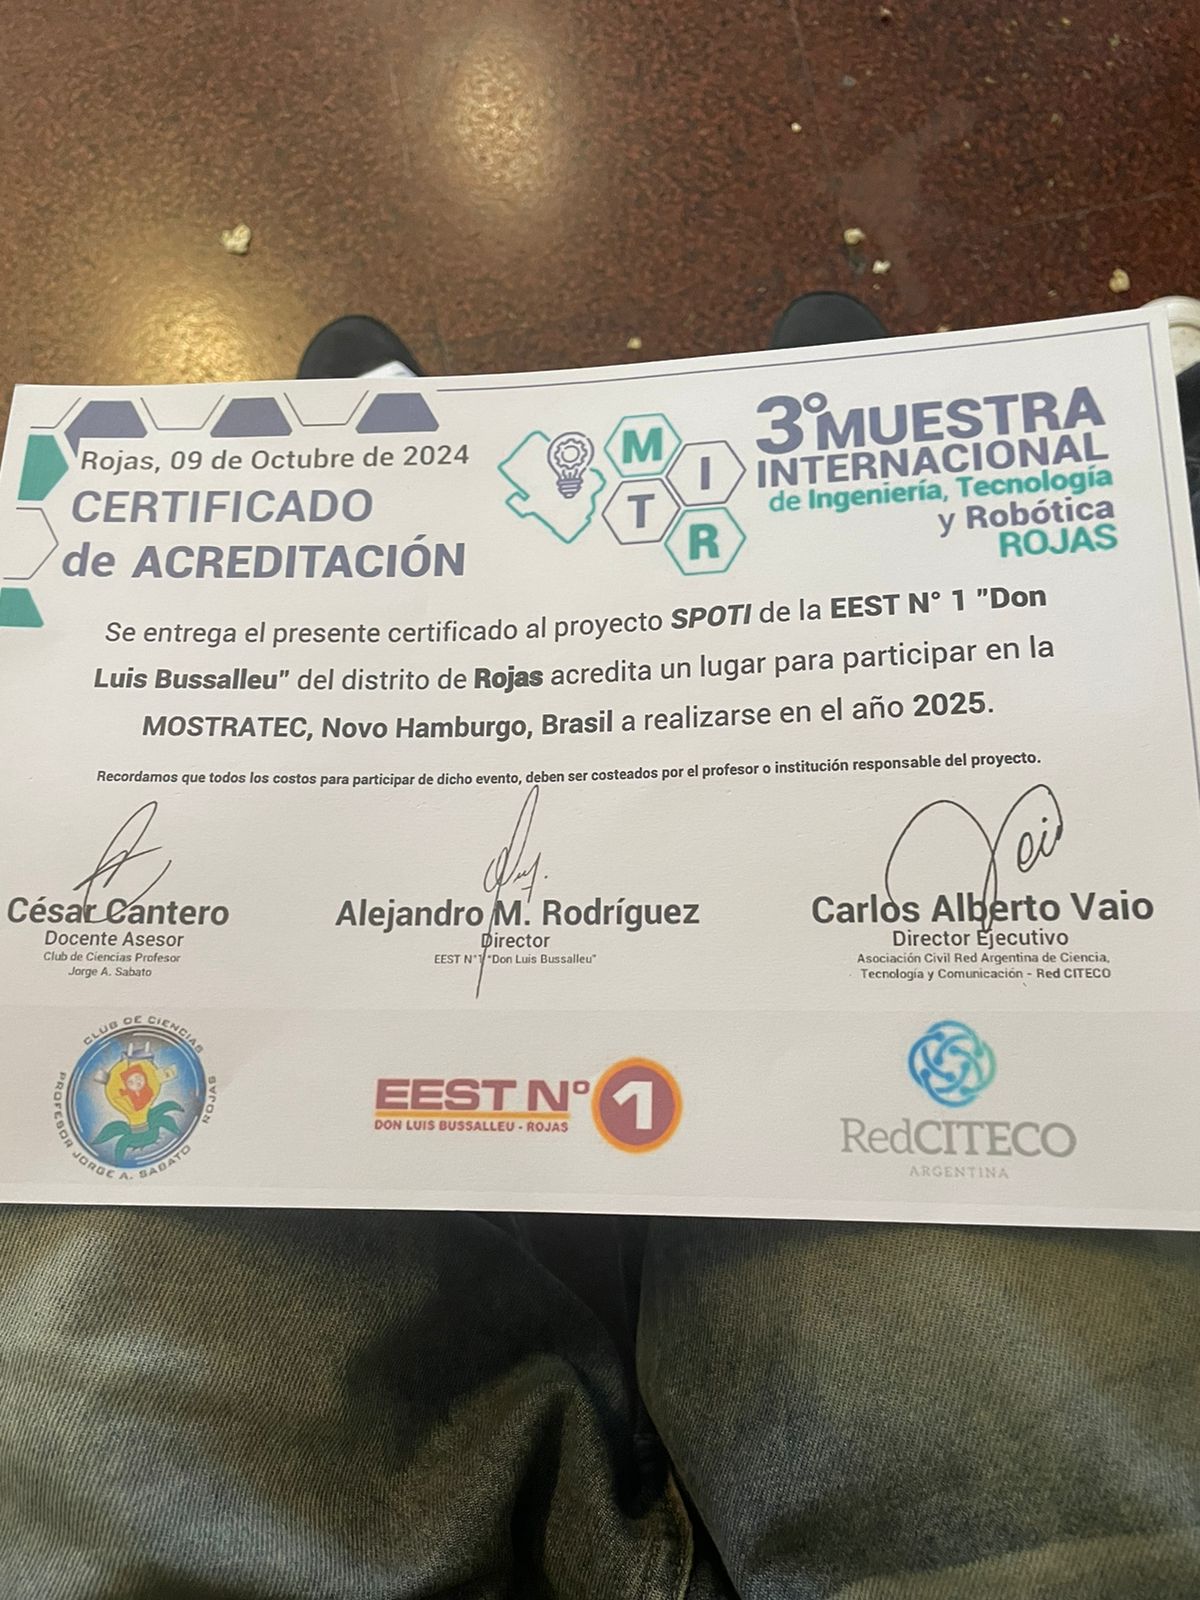 Rojas, 09 de Octubre de 2024
CERTIFICADO
de ACREDITACIÓN
M
I
T
R
3º MUESTRA
INTERNACIONAL
de Ingeniería, Tecnología
y Robótica
ROJAS
Se entrega el presente certificado al proyecto SPOTI de la EEST N° 1 "Don
Luis Bussalleu" del distrito de Rojas acredita un lugar para participar en la
MOSTRATEC, Novo Hamburgo, Brasil a realizarse en el año 2025.
Recordamos que todos los costos para participar de dicho evento, deben ser costeados por el profesor o institución responsable del proyecto.
César Cantero
Docente Asesor
Club de Ciencias Profesor
Jorge A. Sabato
Alejandro M. Rodríguez
Director
EEST N°1 "Don Luis Bussalleu"
Carlos Alberto Vaio
Director Ejecutivo
Asociación Civil Red Argentina de Ciencia,
Tecnología y Comunicación - Red CITECO
CLUB DE CIENCIAS
PROFESOR JORGE A. SABATO
ROJAS
EEST Nº 1
DON LUIS BUSSALLEU - ROJAS
RedCITECO
ARGENTINA